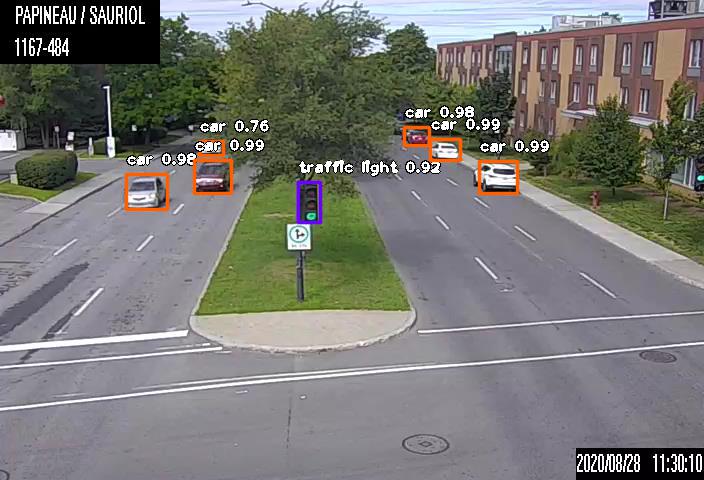 PAPINEAU / SAURIOL
1167-484
car 0.76
car 0.98
car 0.99
car 0.98
car 0.99
car 0.99
traffic light 0.92
2020/08/28 11:30:10